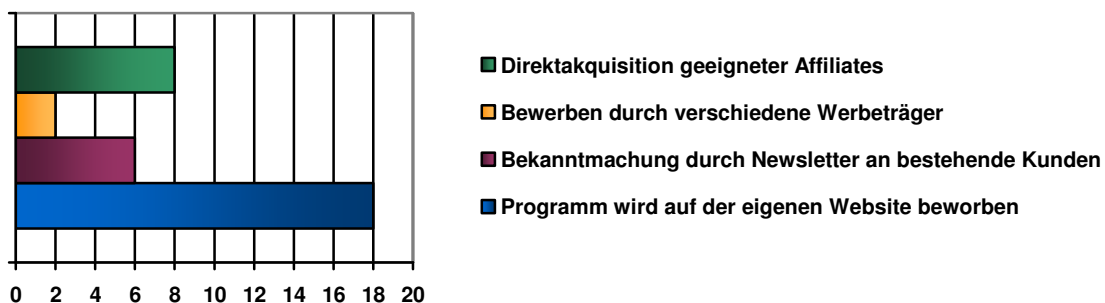 Direktakquisition geeigneter Affiliates
Bewerben durch verschiedene Werbeträger
Bekanntmachung durch Newsletter an bestehende Kunden
Programm wird auf der eigenen Website beworben
0 2 4 6 8 10 12 14 16 18 20